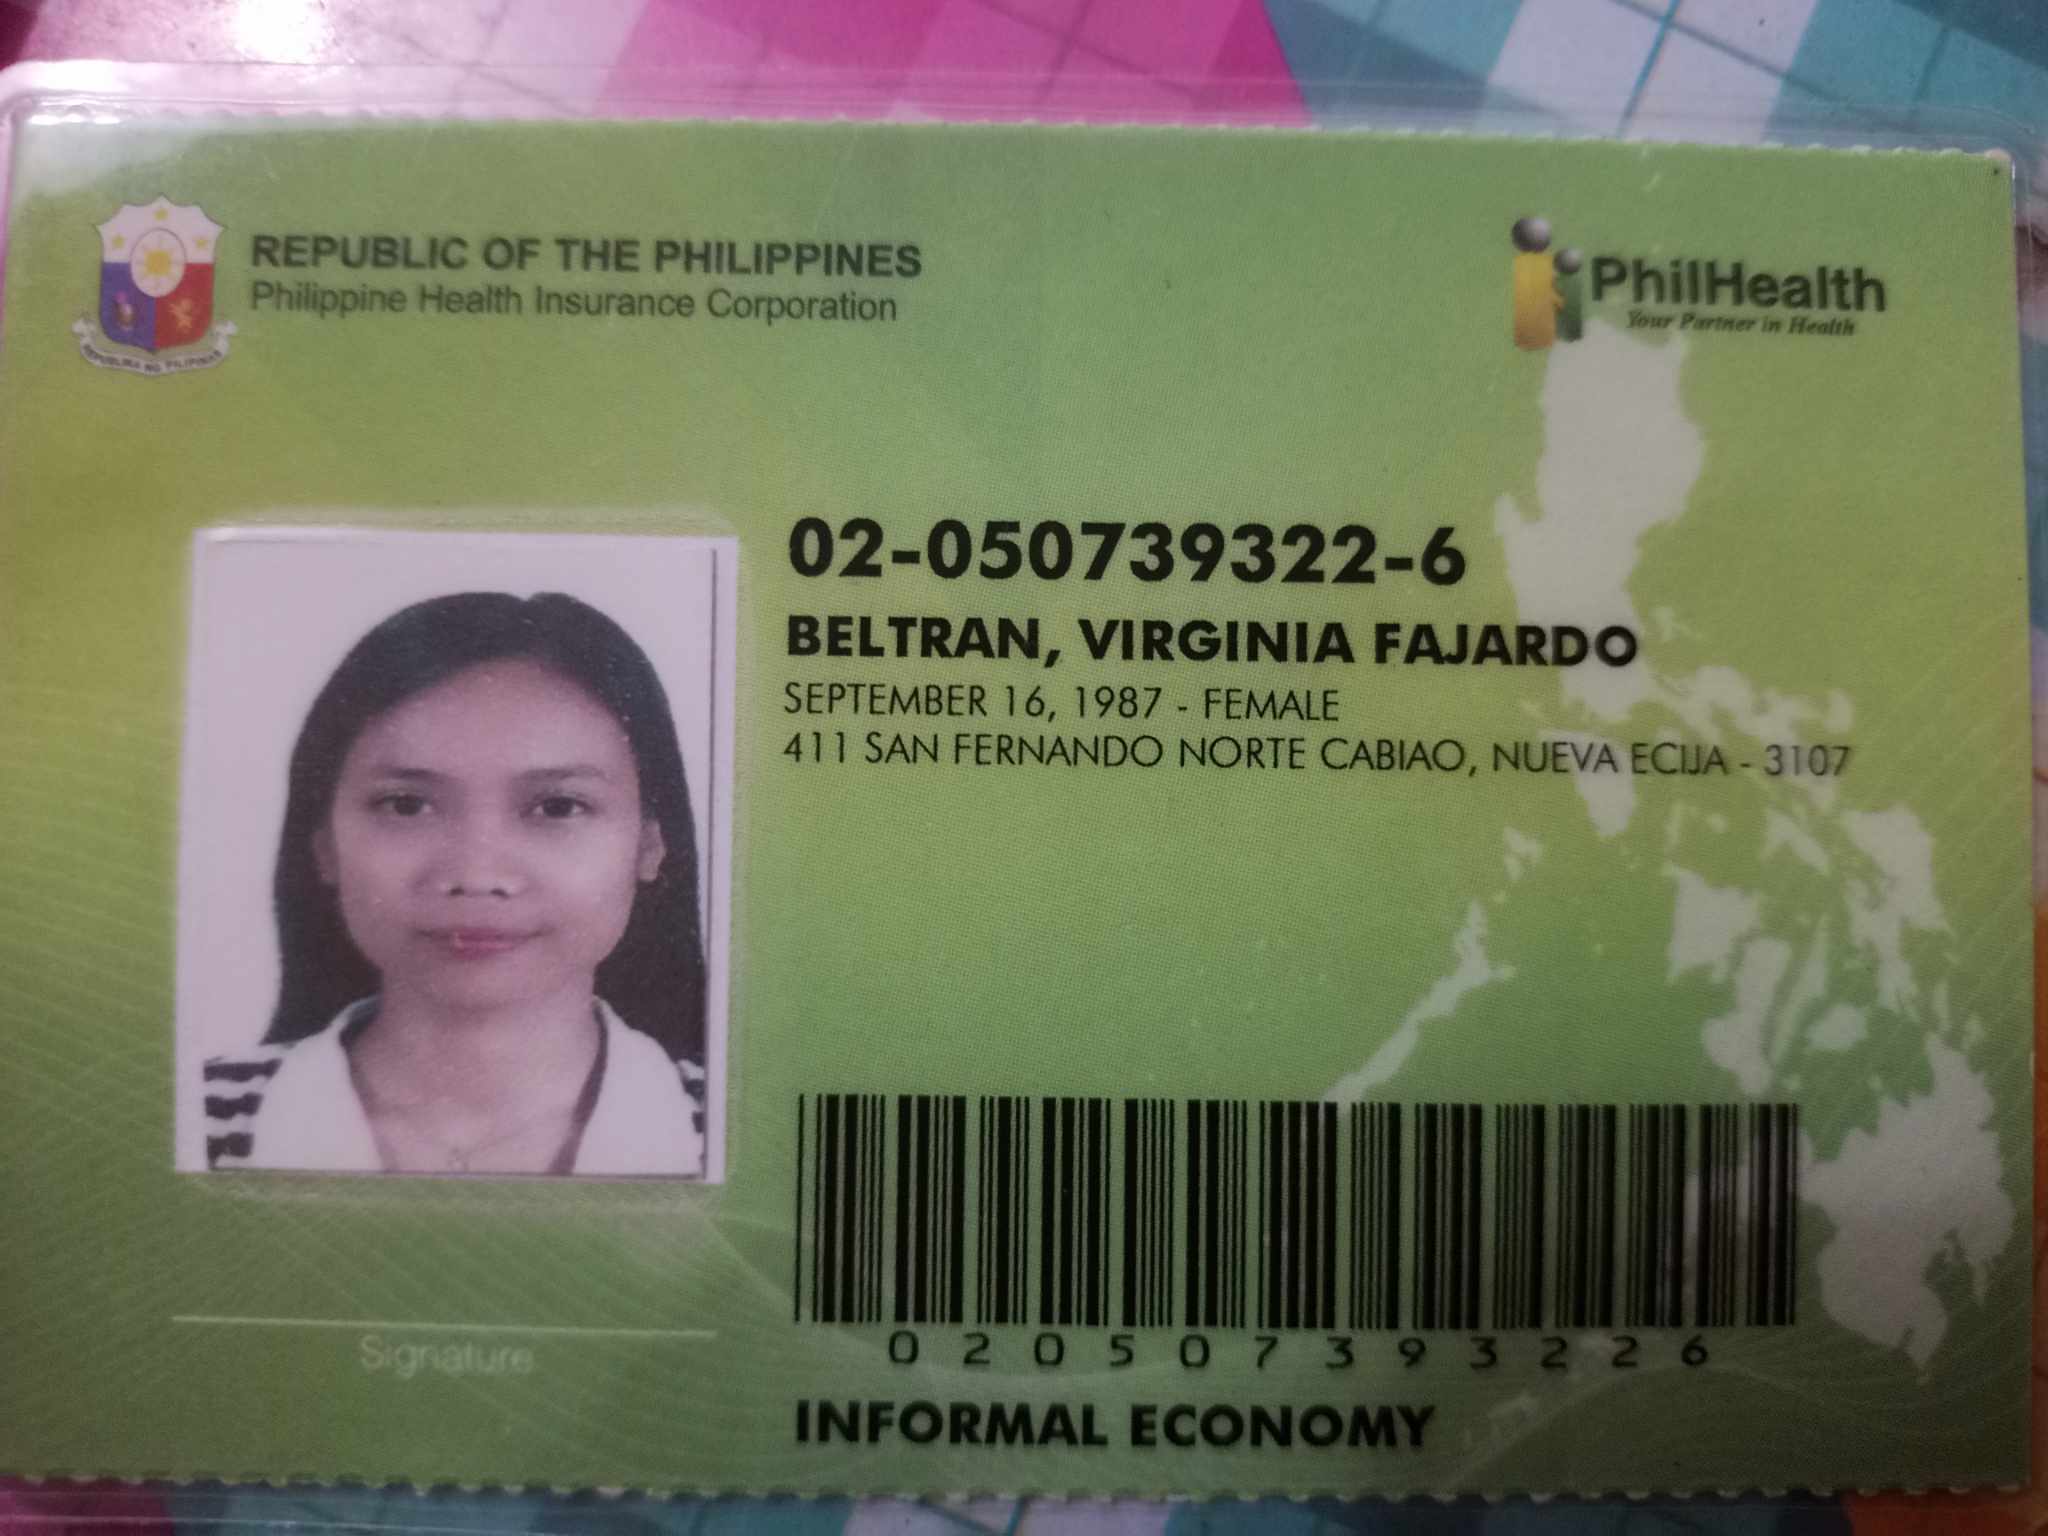 REPUBLIC OF THE PHILIPPINES
Philippine Health Insurance Corporation
REPUBLIKA NG PILIPINAS
PhilHealth
Your Partner in Health
02-050739322-6
BELTRAN, VIRGINIA FAJARDO
SEPTEMBER 16, 1987 - FEMALE
411 SAN FERNANDO NORTE CABIAO, NUEVA ECIJA - 3107
Signature
020507393226
INFORMAL ECONOMY